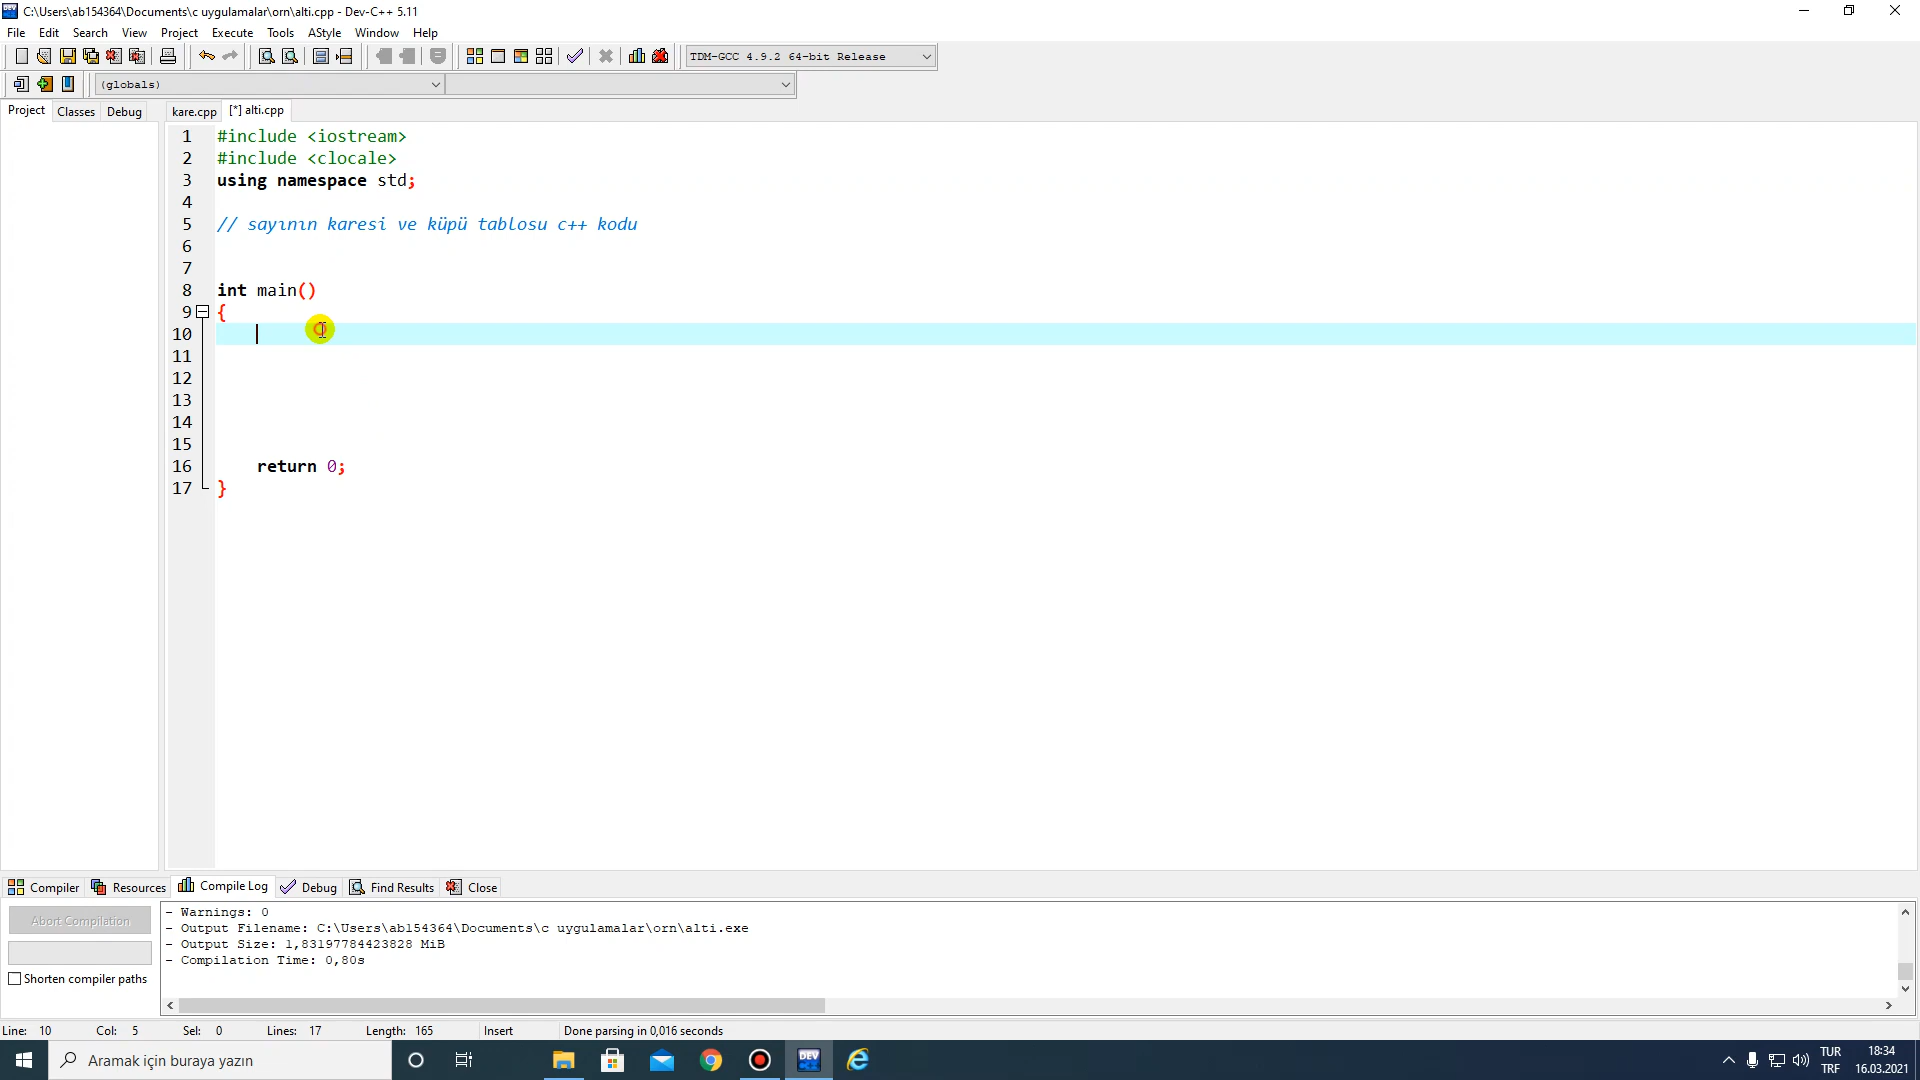 C:\Users\ab154364\Documents\c uygulamalar\orn\alti.cpp - Dev-C++ 5.11
File Edit Search View Project Execute Tools AStyle Window Help
TDM-GCC 4.9.2 64-bit Release
(globals)
Project Classes Debug kare.cpp [*] alti.cpp
1 #include <iostream>
2 #include <clocale>
3 using namespace std;
4
5 // sayının karesi ve küpü tablosu c++ kodu
6
7
8 int main()
9 {
10
11
12
13
14
15
16 return 0;
17 }
Compiler Resources Compile Log Debug Find Results Close
Abort Compilation
Shorten compiler paths
- Warnings: 0
- Output Filename: C:\Users\ab154364\Documents\c uygulamalar\orn\alti.exe
- Output Size: 1,83197784423828 MiB
- Compilation Time: 0,80s
Line: 10 Col: 5 Sel: 0 Lines: 17 Length: 165 Insert Done parsing in 0,016 seconds
Aramak için buraya yazın
DEV
TUR
TRF
18:34
16.03.2021